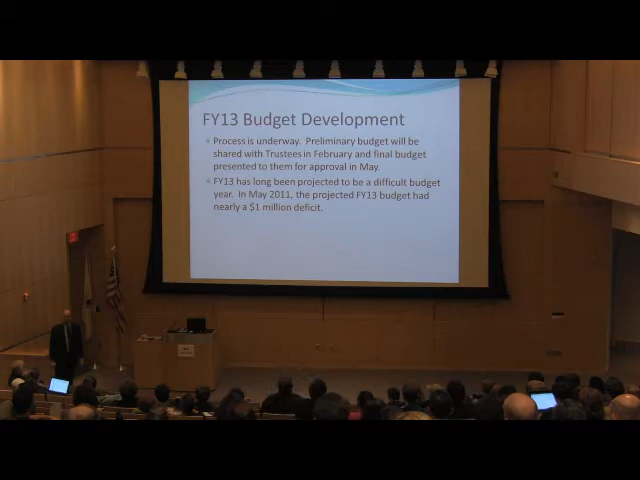 FY13 Budget Development
Process is underway. Preliminary budget will be
shared with Trustees in February and final budget
presented to them for approval in May.
FY13 has long been projected to be a difficult budget
year. In May 2011, the projected FY13 budget had
nearly a $1 million deficit.